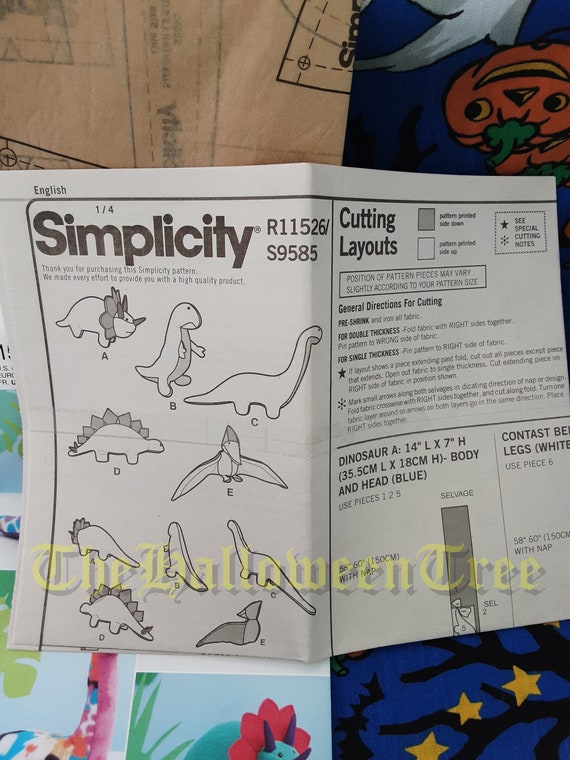 Simplicity
English
1/4
Simplicity® R11526/
S9585
Thank you for purchasing this Simplicity pattern.
We made every effort to provide you with a high quality product.
A
B
C
D
E
A
B
C
D
E
Cutting
Layouts
pattern printed
side down
pattern printed
side up
★ SEE
SPECIAL
CUTTING
NOTES
POSITION OF PATTERN PIECES MAY VARY
SLIGHTLY ACCORDING TO YOUR PATTERN SIZE
General Directions For Cutting
PRE-SHRINK and iron all fabric.
FOR DOUBLE THICKNESS -Fold fabric with RIGHT sides together.
Pin pattern to WRONG side of fabric.
FOR SINGLE THICKNESS -Pin pattern to RIGHT side of fabric.
★ If layout shows a piece extending past fold, cut out all pieces except piece
that extends. Open out fabric to single thickness. Cut extending piece on
RIGHT side of fabric in position shown.
Mark small arrows along both selvages in dicating direction of nap or design.
Fold fabric crosswise with RIGHT sides together, and cut along fold. Turn one
fabric layer around so arrows on both layers go in the same direction. Place
RIGHT sides together.
DINOSAUR A: 14" L X 7" H
(35.5CM L X 18CM H)- BODY
AND HEAD (BLUE)
USE PIECES 1 2 5
SELVAGE
58" 60" (150CM)
WITH NAP
SEL
2
5
CONTAST BE
LEGS (WHITE
USE PIECE 6
58" 60" (150CM)
WITH NAP
TheHalloweenTree